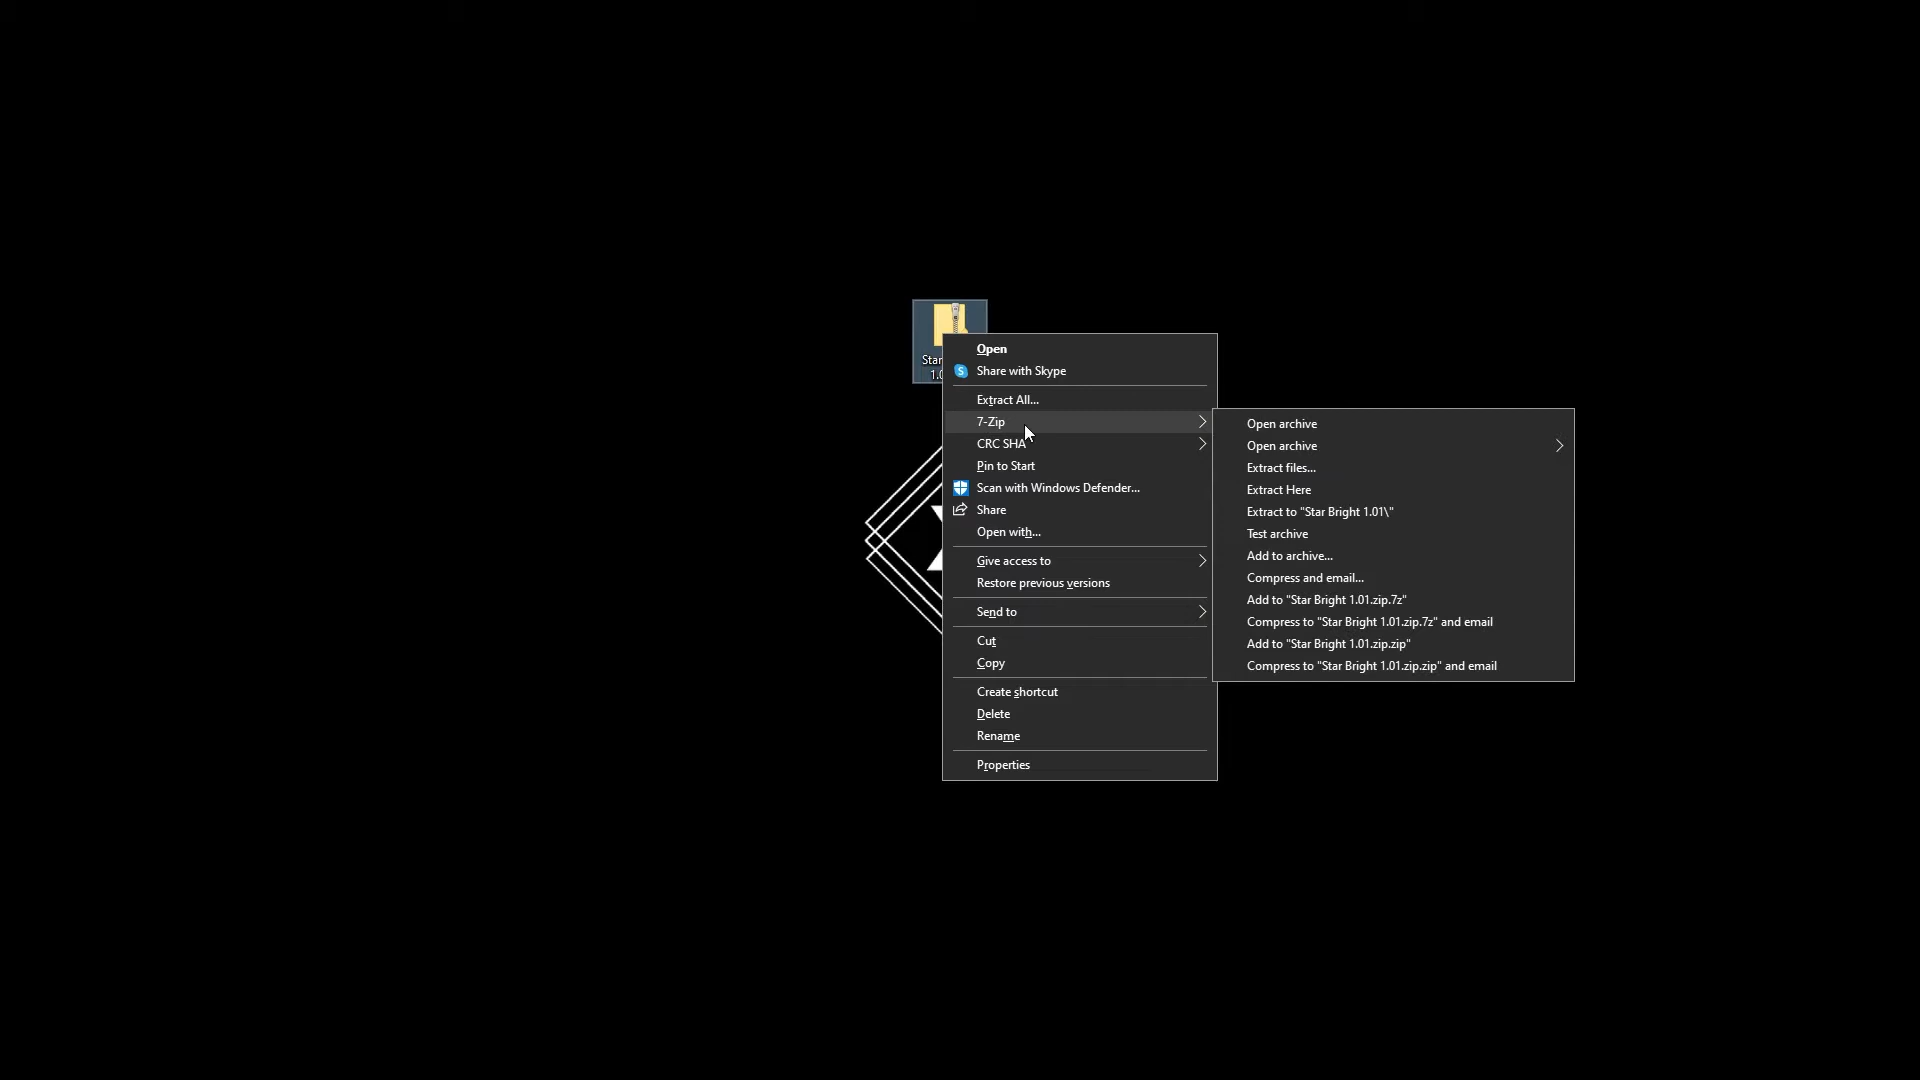 Star
1.0
Open
Share with Skype
Extract All...
7-Zip
CRC SHA
Pin to Start
Scan with Windows Defender...
Share
Open with...
Give access to
Restore previous versions
Send to
Cut
Copy
Create shortcut
Delete
Rename
Properties
Open archive
Open archive
Extract files...
Extract Here
Extract to "Star Bright 1.01\"
Test archive
Add to archive...
Compress and email...
Add to "Star Bright 1.01.zip.7z"
Compress to "Star Bright 1.01.zip.7z" and email
Add to "Star Bright 1.01.zip.zip"
Compress to "Star Bright 1.01.zip.zip" and email